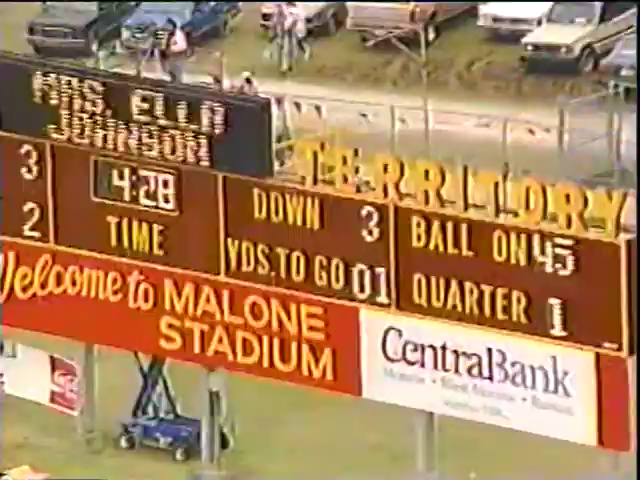 MRS. ELLA
JOHNSON
TERRITORY
3
4:28
DOWN 3
BALL ON 45
2
TIME
YDS. TO GO 01
QUARTER 1
Welcome to MALONE
STADIUM
CentralBank